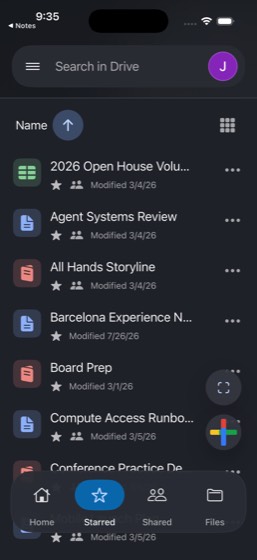 9:35
Notes
Search in Drive
J
Name
2026 Open House Volu...
Modified 3/4/26
Agent Systems Review
Modified 3/4/26
All Hands Storyline
Modified 3/4/26
Barcelona Experience N...
Modified 7/26/26
Board Prep
Modified 3/1/26
Compute Access Runbo...
Modified 3/5/26
Conference Practice De...
Home
Starred
Shared
Files
Modified 3/5/26